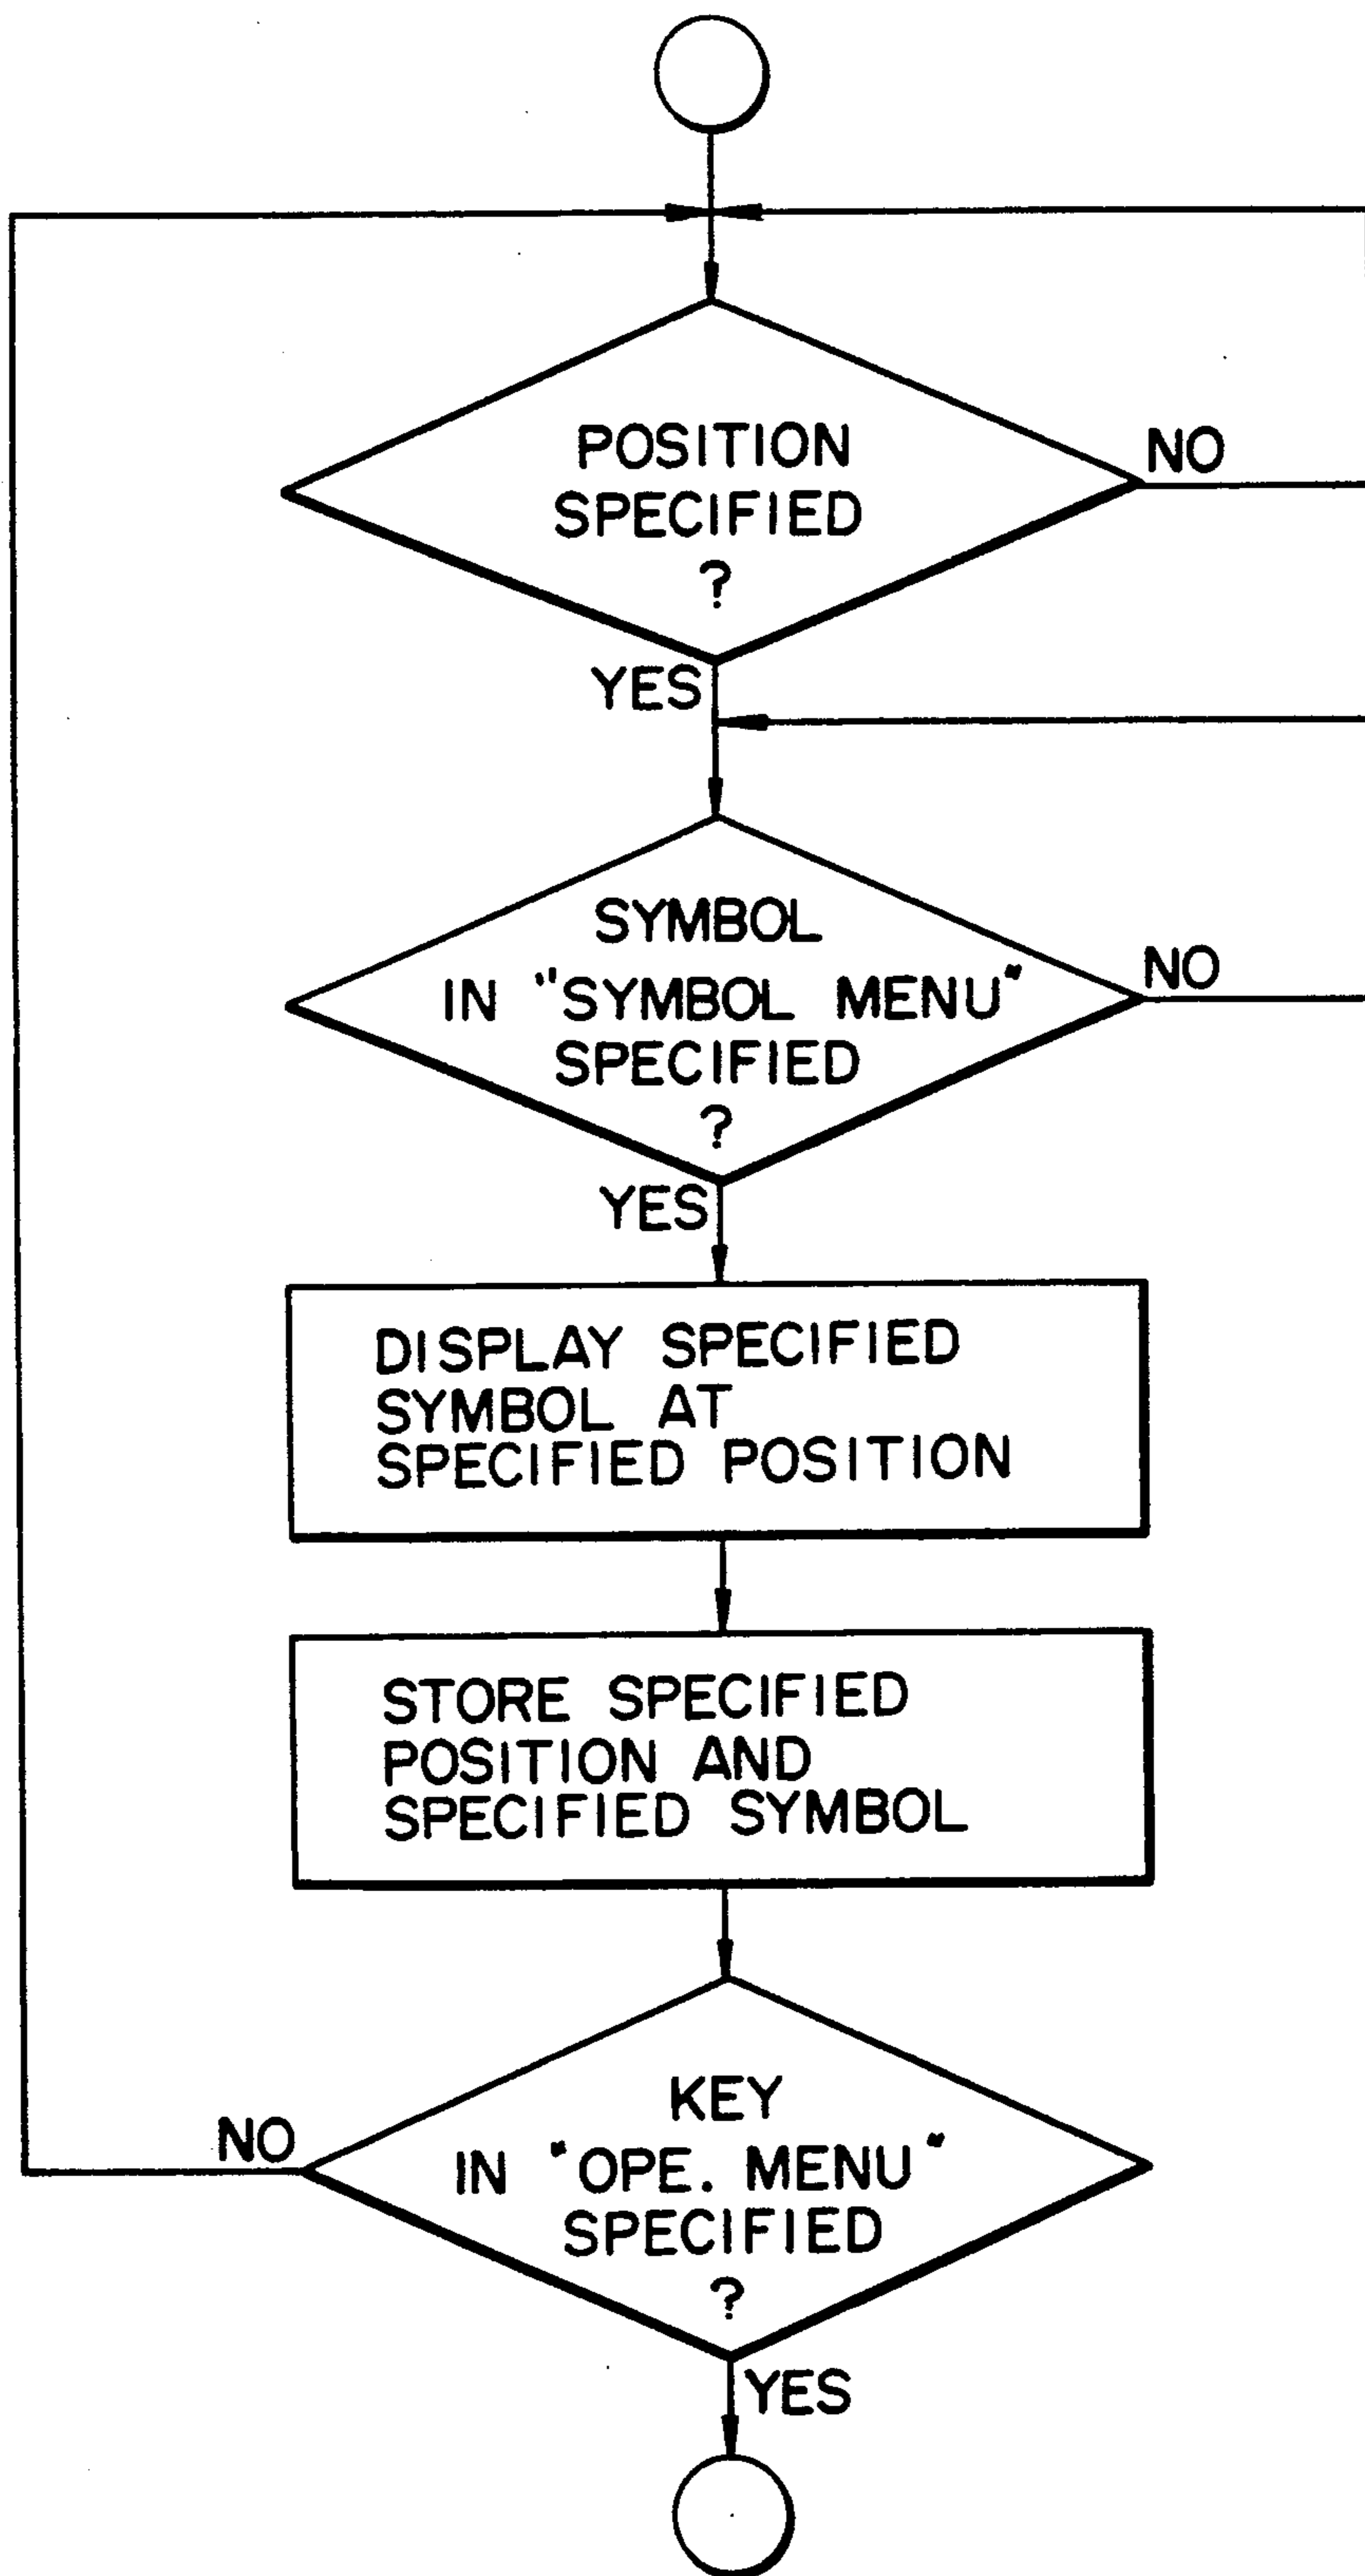 POSITION
SPECIFIED
?
NO
YES
SYMBOL
IN "SYMBOL MENU"
SPECIFIED
?
NO
YES
DISPLAY SPECIFIED
SYMBOL AT
SPECIFIED POSITION
STORE SPECIFIED
POSITION AND
SPECIFIED SYMBOL
KEY
IN "OPE. MENU"
SPECIFIED
?
NO
YES